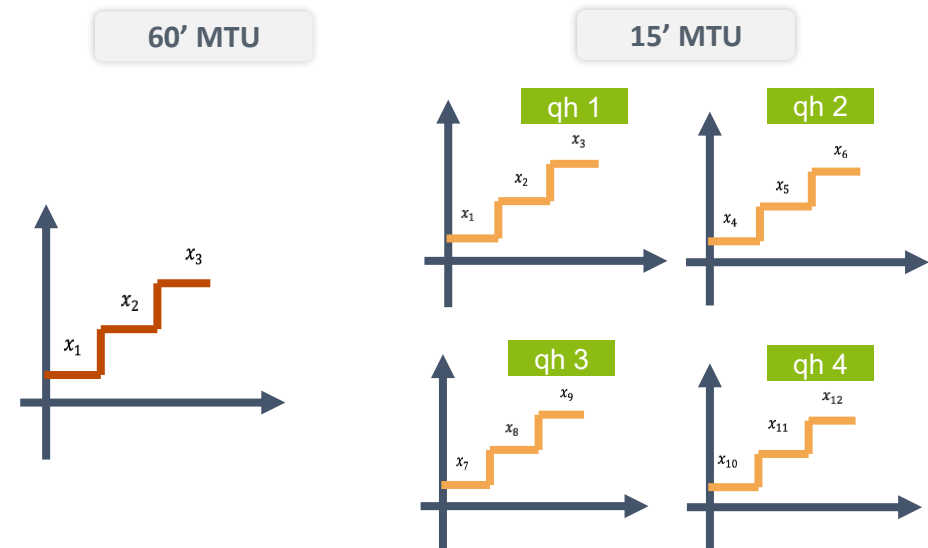 60’ MTU
15’ MTU
x₁
x₂
x₃
qh 1
x₁
x₂
x₃
qh 2
x₄
x₅
x₆
qh 3
x₇
x₈
x₉
qh 4
x₁₀
x₁₁
x₁₂